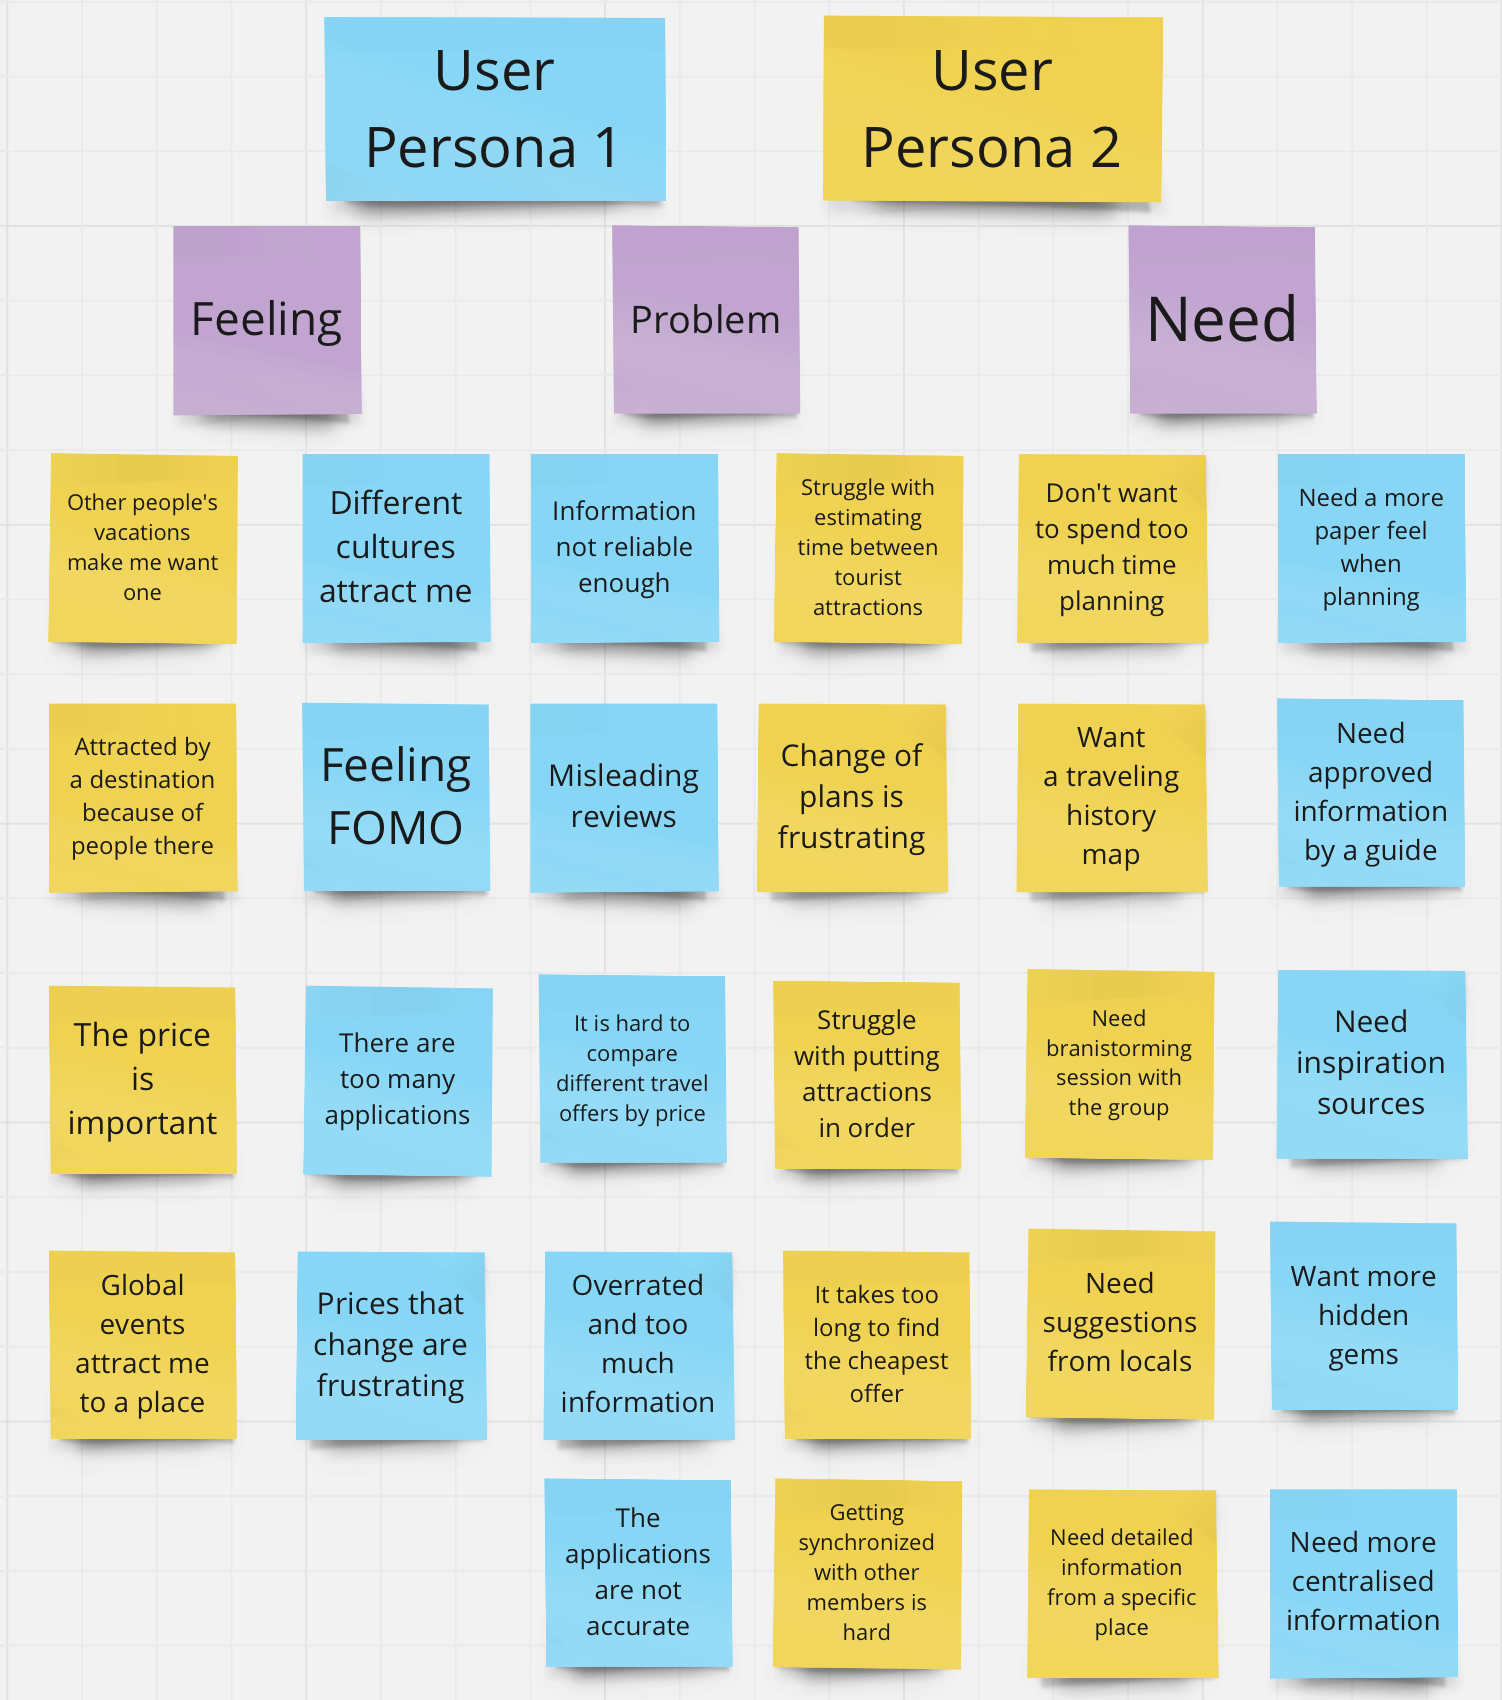 User
Persona 1
User
Persona 2
Feeling
Problem
Need
Other people's
vacations
make me want
one
Different
cultures
attract me
Information
not reliable
enough
Struggle with
estimating
time between
tourist
attractions
Don't want
to spend too
much time
planning
Need a more
paper feel
when
planning
Attracted by
a destination
because of
people there
Feeling
FOMO
Misleading
reviews
Change of
plans is
frustrating
Want
a traveling
history
map
Need
approved
information
by a guide
The price
is
important
There are
too many
applications
It is hard to
compare
different travel
offers by price
Struggle
with putting
attractions
in order
Need
branistorming
session with
the group
Need
inspiration
sources
Global
events
attract me
to a place
Prices that
change are
frustrating
Overrated
and too
much
information
It takes too
long to find
the cheapest
offer
Need
suggestions
from locals
Want more
hidden
gems
The
applications
are not
accurate
Getting
synchronized
with other
members is
hard
Need detailed
information
from a specific
place
Need more
centralised
information